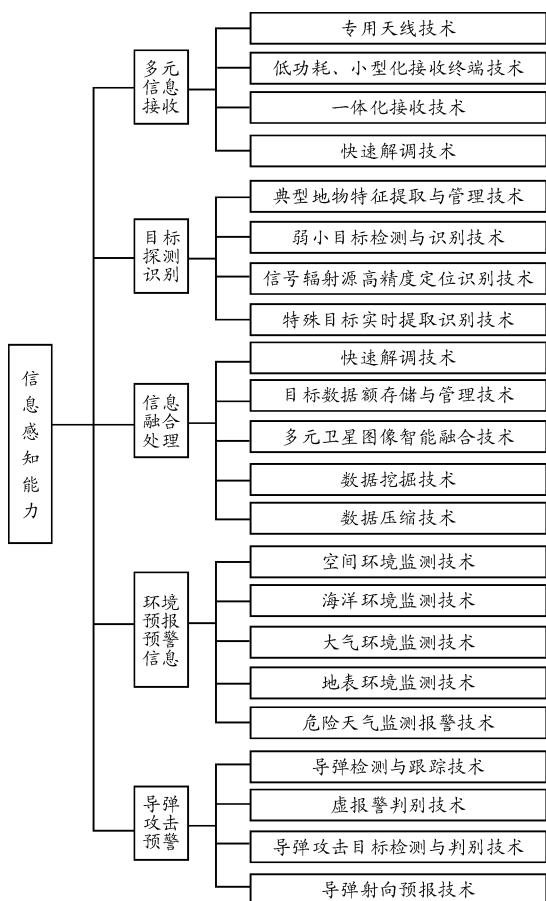 信
息
感
知
能
力
多元
信息
接收
专用天线技术
低功耗、小型化接收终端技术
一体化接收技术
快速解调技术
目标
探测
识别
典型地物特征提取与管理技术
弱小目标检测与识别技术
信号辐射源高精度定位识别技术
特殊目标实时提取识别技术
信息
融合
处理
快速解调技术
目标数据额存储与管理技术
多元卫星图像智能融合技术
数据挖掘技术
数据压缩技术
环境
预报
预警
信息
空间环境监测技术
海洋环境监测技术
大气环境监测技术
地表环境监测技术
危险天气监测报警技术
导弹
攻击
预警
导弹检测与跟踪技术
虚报警判别技术
导弹攻击目标检测与判别技术
导弹射向预报技术